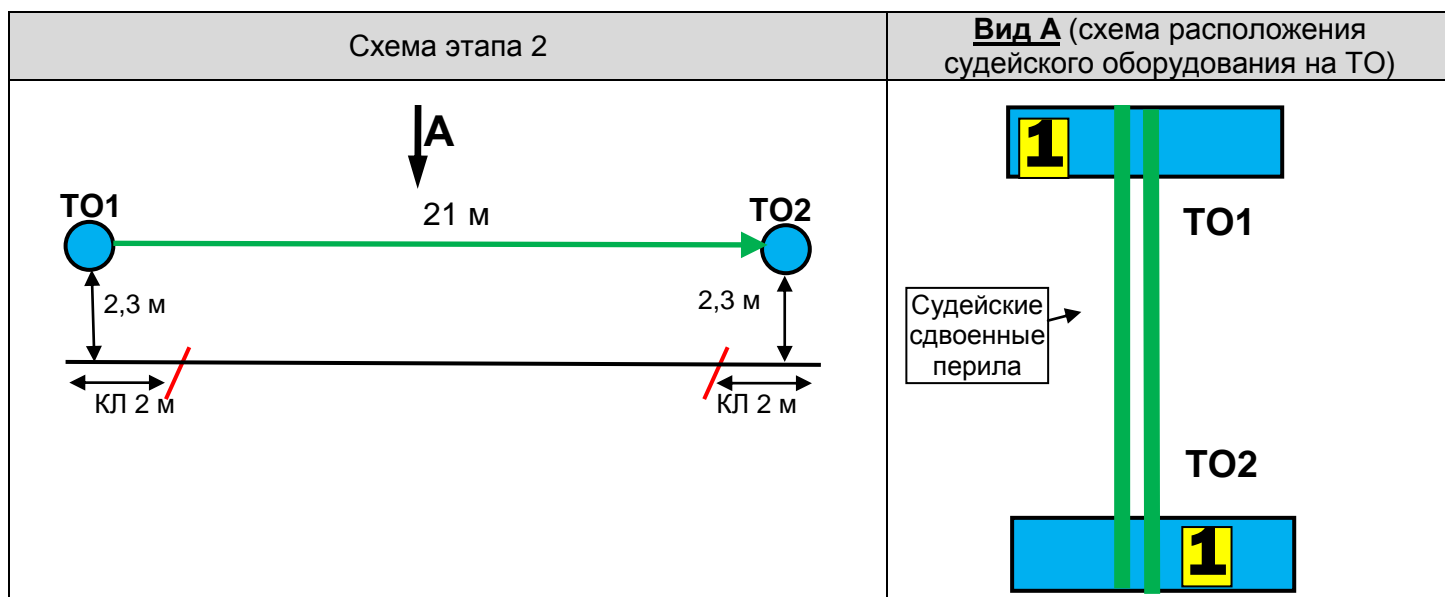 Схема этапа 2
Вид А (схема расположения
судейского оборудования на ТО)
А
ТО1
21 м
ТО2
2,3 м
2,3 м
КЛ 2 м
КЛ 2 м
1
ТО1
Судейские
сдвоенные
перила
ТО2
1